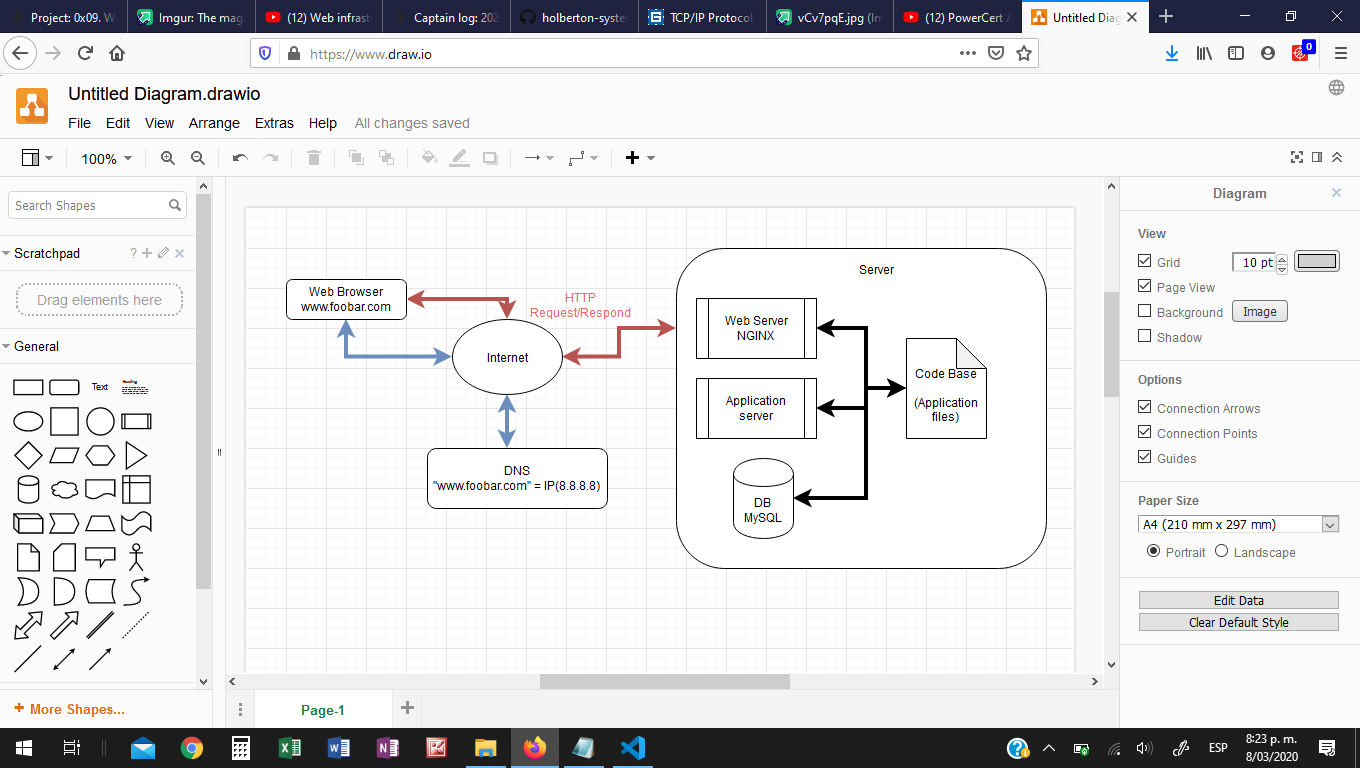 Project: 0x09. W
Imgur: The mag
(12) Web infrast
Captain log: 202
holberton-syste
TCP/IP Protocol
vCv7pqE.jpg (Im
(12) PowerCert A
Untitled Diag
https://www.draw.io
0
Untitled Diagram.drawio
File Edit View Arrange Extras Help All changes saved
100%
Search Shapes
Scratchpad
?
Drag elements here
General
Text
Heading
More Shapes...
Web Browser
www.foobar.com
HTTP
Request/Respond
Internet
DNS
"www.foobar.com" = IP(8.8.8.8)
Server
Web Server
NGINX
Application
server
DB
MySQL
Code Base
(Application
files)
Page-1
Diagram
View
Grid
10 pt
Page View
Background
Image
Shadow
Options
Connection Arrows
Connection Points
Guides
Paper Size
A4 (210 mm x 297 mm)
Portrait
Landscape
Edit Data
Clear Default Style
ESP
8:23 p. m.
8/03/2020